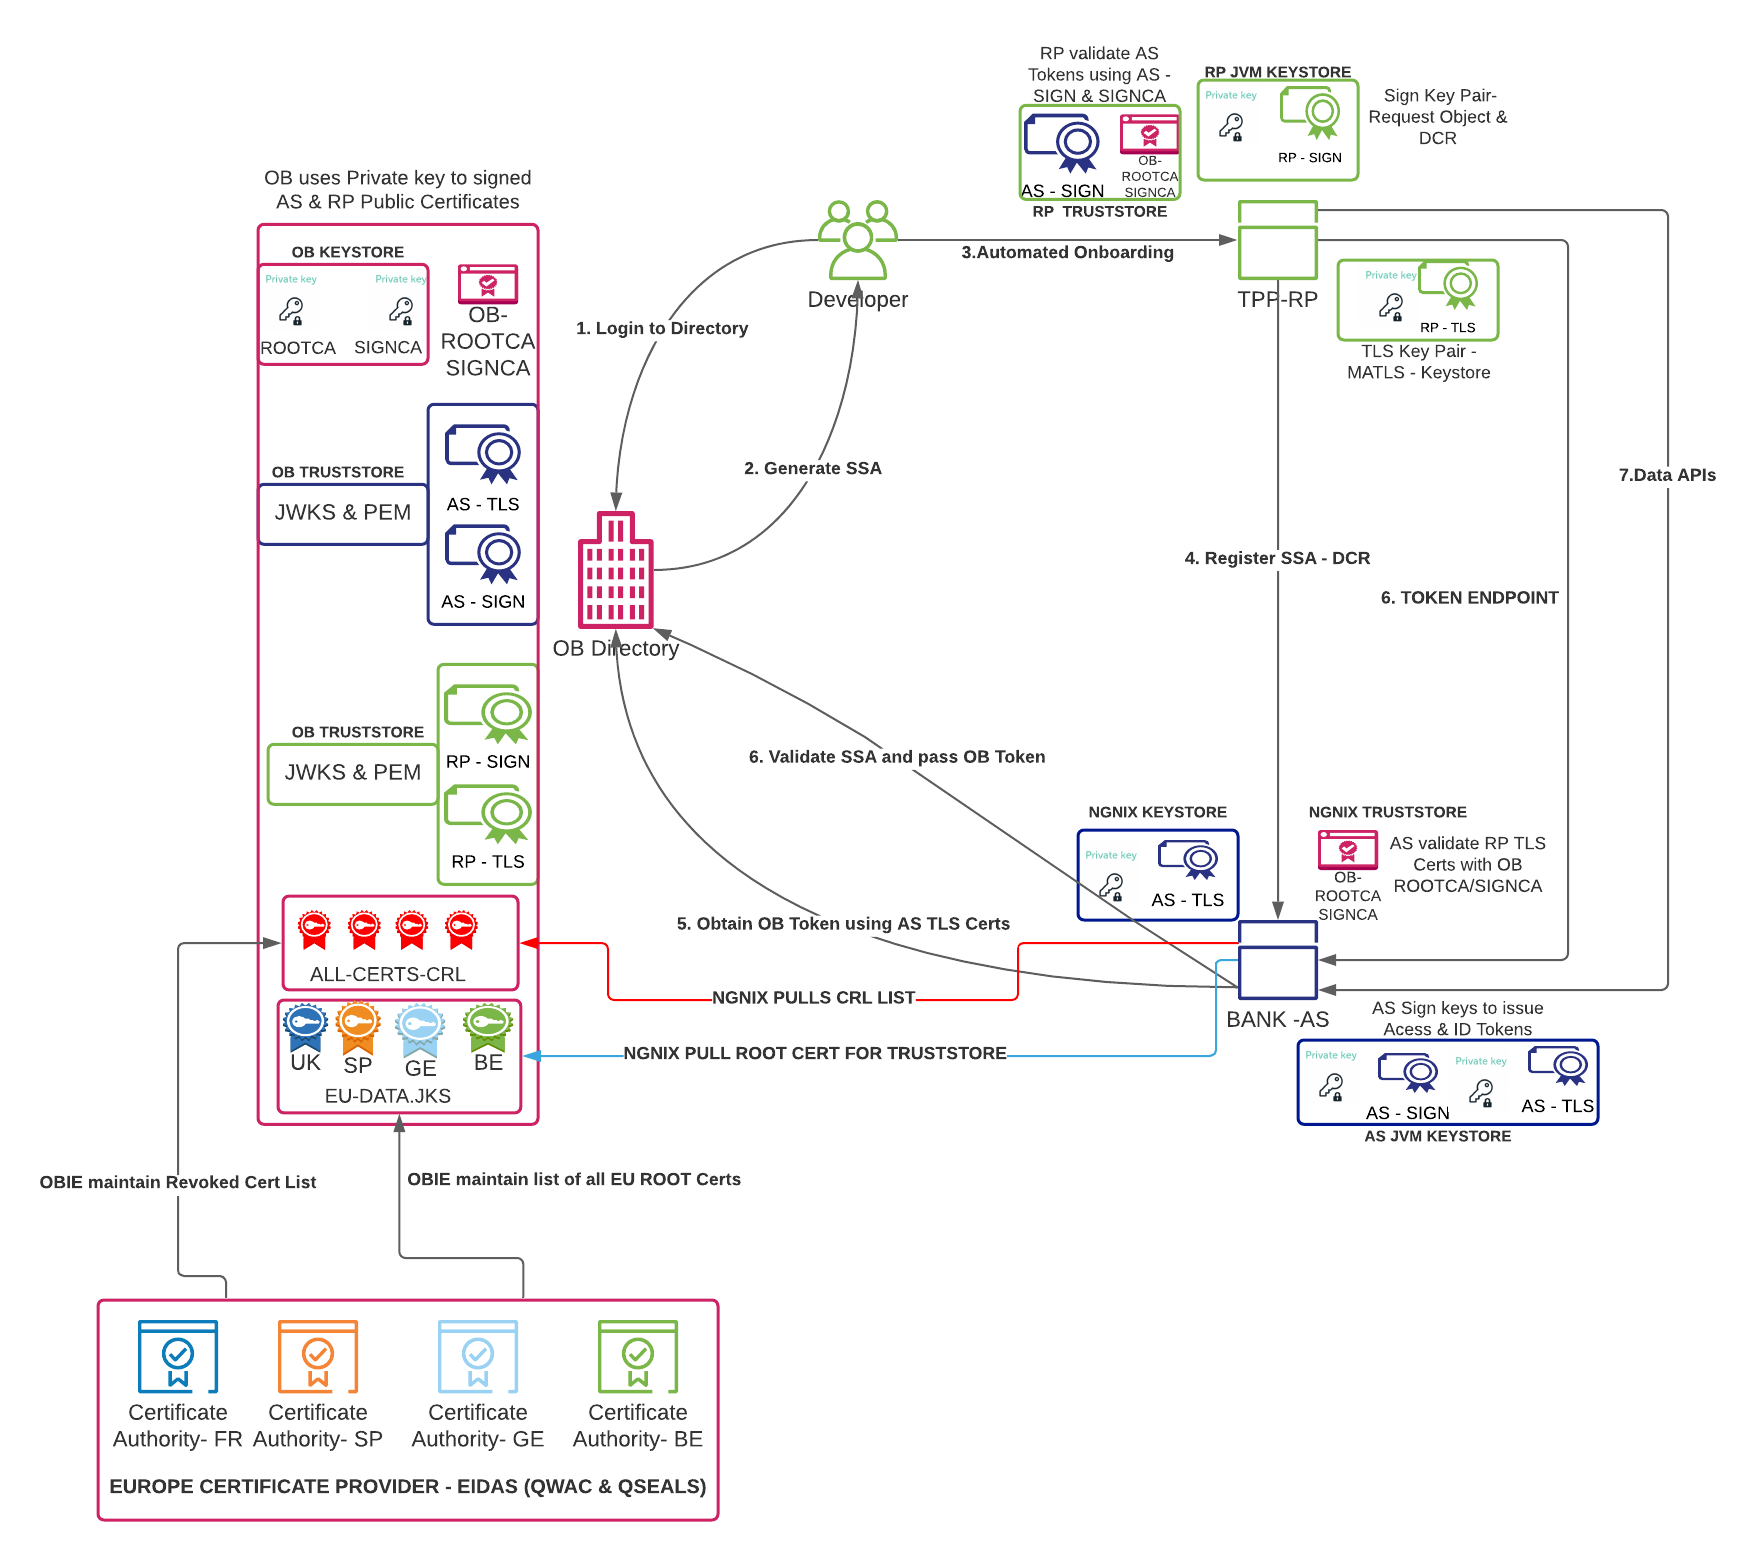 RP validate AS
Tokens using AS -
SIGN & SIGNCA
AS - SIGN
OB-
ROOTCA
SIGNCA
RP  TRUSTSTORE
RP JVM KEYSTORE
Private key
RP - SIGN
Sign Key Pair-
Request Object &
DCR
OB uses Private key to signed
AS & RP Public Certificates
OB KEYSTORE
Private key
Private key
ROOTCA
SIGNCA
OB-
ROOTCA
SIGNCA
OB TRUSTSTORE
JWKS & PEM
AS - TLS
AS - SIGN
OB TRUSTSTORE
JWKS & PEM
RP - SIGN
RP - TLS
ALL-CERTS-CRL
UK
SP
GE
BE
EU-DATA.JKS
Developer
1. Login to Directory
2. Generate SSA
3.Automated Onboarding
TPP-RP
Private key
RP - TLS
TLS Key Pair -
MATLS - Keystore
OB Directory
4. Register SSA - DCR
7.Data APIs
6. TOKEN ENDPOINT
6. Validate SSA and pass OB Token
5. Obtain OB Token using AS TLS Certs
NGNIX KEYSTORE
Private key
AS - TLS
NGNIX TRUSTSTORE
OB-
ROOTCA
SIGNCA
AS validate RP TLS
Certs with OB
ROOTCA/SIGNCA
BANK -AS
NGNIX PULLS CRL LIST
NGNIX PULL ROOT CERT FOR TRUSTSTORE
AS Sign keys to issue
Acess & ID Tokens
Private key
AS - SIGN
Private key
AS - TLS
AS JVM KEYSTORE
OBIE maintain Revoked Cert List
OBIE maintain list of all EU ROOT Certs
Certificate
Authority- FR
Certificate
Authority- SP
Certificate
Authority- GE
Certificate
Authority- BE
EUROPE CERTIFICATE PROVIDER - EIDAS (QWAC & QSEALS)